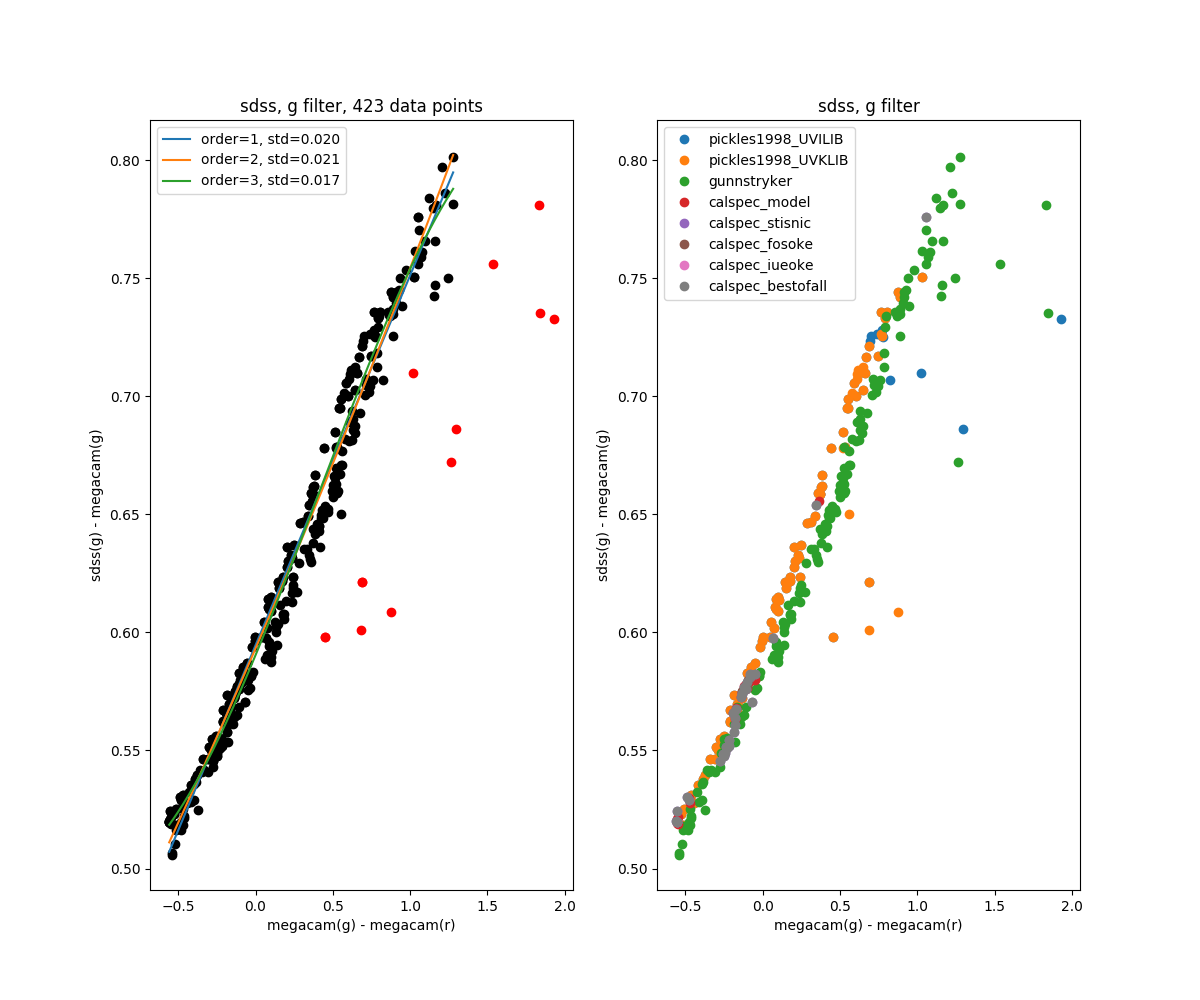 sdss, g filter, 423 data points
order=1, std=0.020
order=2, std=0.021
order=3, std=0.017
0.80
0.75
0.70
0.65
0.60
0.55
0.50
sdss(g) - megacam(g)
−0.5 0.0 0.5 1.0 1.5 2.0
megacam(g) - megacam(r)
sdss, g filter
pickles1998_UVILIB
pickles1998_UVKLIB
gunnstryker
calspec_model
calspec_stisnic
calspec_fosoke
calspec_iueoke
calspec_bestofall
0.80
0.75
0.70
0.65
0.60
0.55
0.50
sdss(g) - megacam(g)
−0.5 0.0 0.5 1.0 1.5 2.0
megacam(g) - megacam(r)